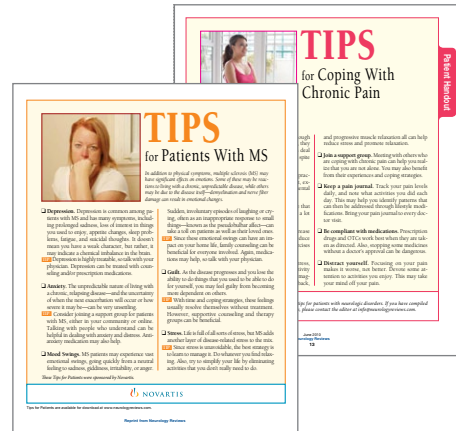 TIPS
for Coping With
Chronic Pain
Patient Handout
and progressive muscle relaxation all can help
reduce stress and promote relaxation.
Join a support group. Meeting with others who
are coping with chronic pain can help you real-
ize that you are not alone. You may also benefit
from their experiences and coping strategies.
Keep a pain journal. Track your pain levels
daily, and note what activities you did each
day. This may help you identify patterns that
can then be addressed through lifestyle modi-
fications. Bring your pain journal to every doc-
tor visit.
Be compliant with medications. Prescription
drugs and OTCs work best when they are tak-
en as directed. Also, stopping some medicines
without a doctor's approval can be dangerous.
Distract yourself. Focusing on your pain
makes it worse, not better. Devote some at-
tention to activities you enjoy. This may take
your mind off your pain.
tips for patients with neurologic disorders. If you have compiled
, please contact the editor at
June 2010
13
TIPS
for Patients With MS
In addition to physical symptoms, multiple sclerosis (MS) may
have significant effects on emotions. Some of these may be reac-
tions to living with a chronic, unpredictable disease, while others
may be due to the disease itself—demyelination and nerve fiber
damage can result in emotional changes.
Depression. Depression is common among pa-
tients with MS and has many symptoms, includ-
ing prolonged sadness, loss of interest in things
you used to enjoy, appetite changes, sleep prob-
lems, fatigue, and suicidal thoughts. It doesn't
mean you have a weak character, but rather, it
may indicate a chemical imbalance in the brain.
Depression is highly treatable, so talk with your
physician. Depression can be treated with coun-
seling and/or prescription medications.
Anxiety. The unpredictable nature of living with
a chronic, relapsing disease—and the uncertainty
of when the next exacerbation will occur or how
severe it may be—can be very unsettling.
Consider joining a support group for patients
with MS, either in your community or online.
Talking with people who understand can be
helpful in dealing with anxiety and distress. Anti-
anxiety medication may also help.
Mood Swings. MS patients may experience vast
emotional swings, going quickly from a neutral
feeling to sadness, giddiness, irritability, or anger.
Sudden, involuntary episodes of laughing or cry-
ing, often as an inappropriate response to small
things—known as the pseudobulbar affect—can
take a toll on patients as well as their loved ones.
Since these emotional swings can have an im-
pact on your home life, family counseling can be
beneficial for everyone involved. Again, medica-
tions may help, so talk with your physician.
Guilt. As the disease progresses and you lose the
ability to do things that you used to be able to do
for yourself, you may feel guilty from becoming
more dependent on others.
With time and coping strategies, these feelings
usually resolve themselves without treatment.
However, supportive counseling and therapy
groups can be beneficial.
Stress. Life is full of all sorts of stress, but MS adds
another layer of disease-related stress to the mix.
Since stress is unavoidable, the best strategy is
to learn to manage it. Do whatever you find relax-
ing. Also, try to simplify your life by eliminating
activities that you don't really need to do.
These Tips for Patients were sponsored by Novartis.
NOVARTIS
Tips for Patients are available for download at www.neurologyreviews.com.
Reprint from Neurology Reviews